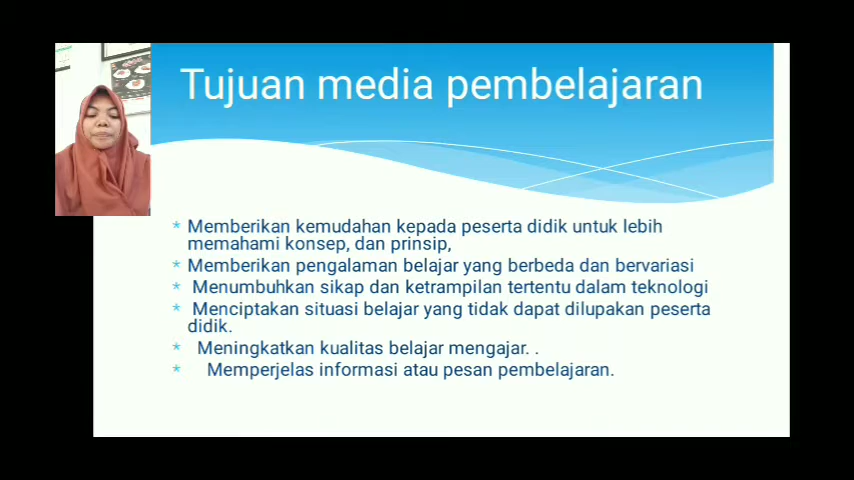 Tujuan media pembelajaran
* Memberikan kemudahan kepada peserta didik untuk lebih
memahami konsep, dan prinsip,
* Memberikan pengalaman belajar yang berbeda dan bervariasi
* Menumbuhkan sikap dan ketrampilan tertentu dalam teknologi
* Menciptakan situasi belajar yang tidak dapat dilupakan peserta
didik.
* Meningkatkan kualitas belajar mengajar. .
* Memperjelas informasi atau pesan pembelajaran.